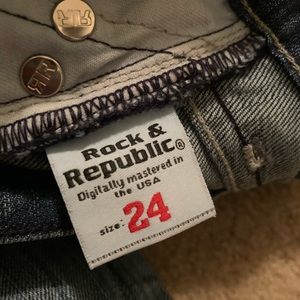 Rock &
Republic®
Digitally mastered in
the USA
size: 24